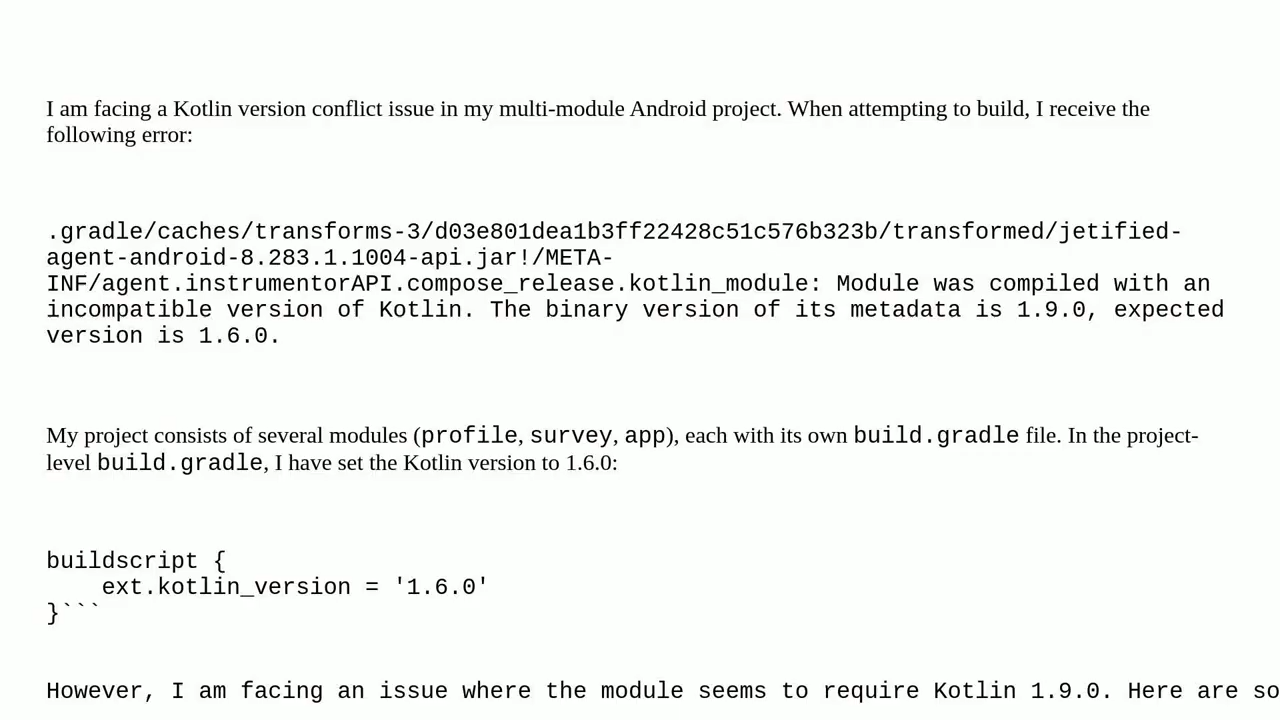 I am facing a Kotlin version conflict issue in my multi-module Android project. When attempting to build, I receive the
following error:
.gradle/caches/transforms-3/d03e801dea1b3ff22428c51c576b323b/transformed/jetified-
agent-android-8.283.1.1004-api.jar!/META-
INF/agent.instrumentorAPI.compose_release.kotlin_module: Module was compiled with an
incompatible version of Kotlin. The binary version of its metadata is 1.9.0, expected
version is 1.6.0.
My project consists of several modules (profile, survey, app), each with its own build.gradle file. In the project-
level build.gradle, I have set the Kotlin version to 1.6.0:
buildscript {
    ext.kotlin_version = '1.6.0'
}```
However, I am facing an issue where the module seems to require Kotlin 1.9.0. Here are so